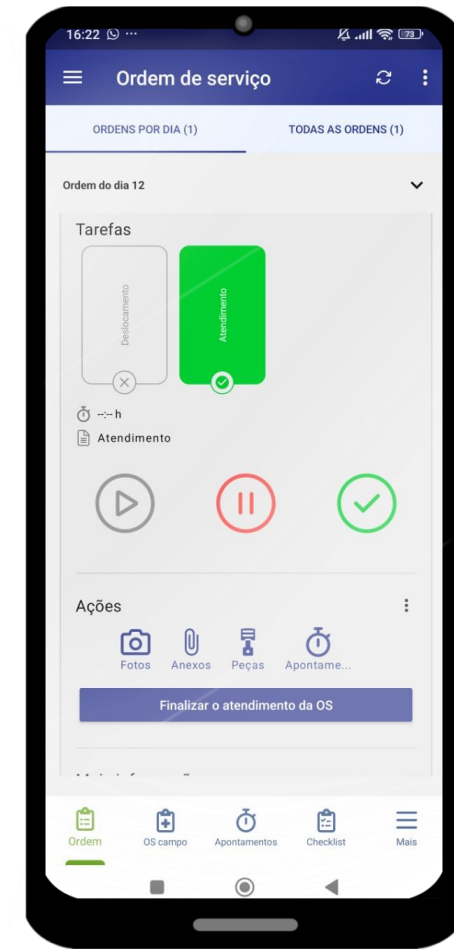 16:22 ... 73
Ordem de serviço
ORDENS POR DIA (1) TODAS AS ORDENS (1)
Ordem do dia 12
Tarefas
Deslocamento
Atendimento
--:-- h
Atendimento
Ações
Fotos Anexos Peças Apontame...
Finalizar o atendimento da OS
Ordem OS campo Apontamentos Checklist Mais